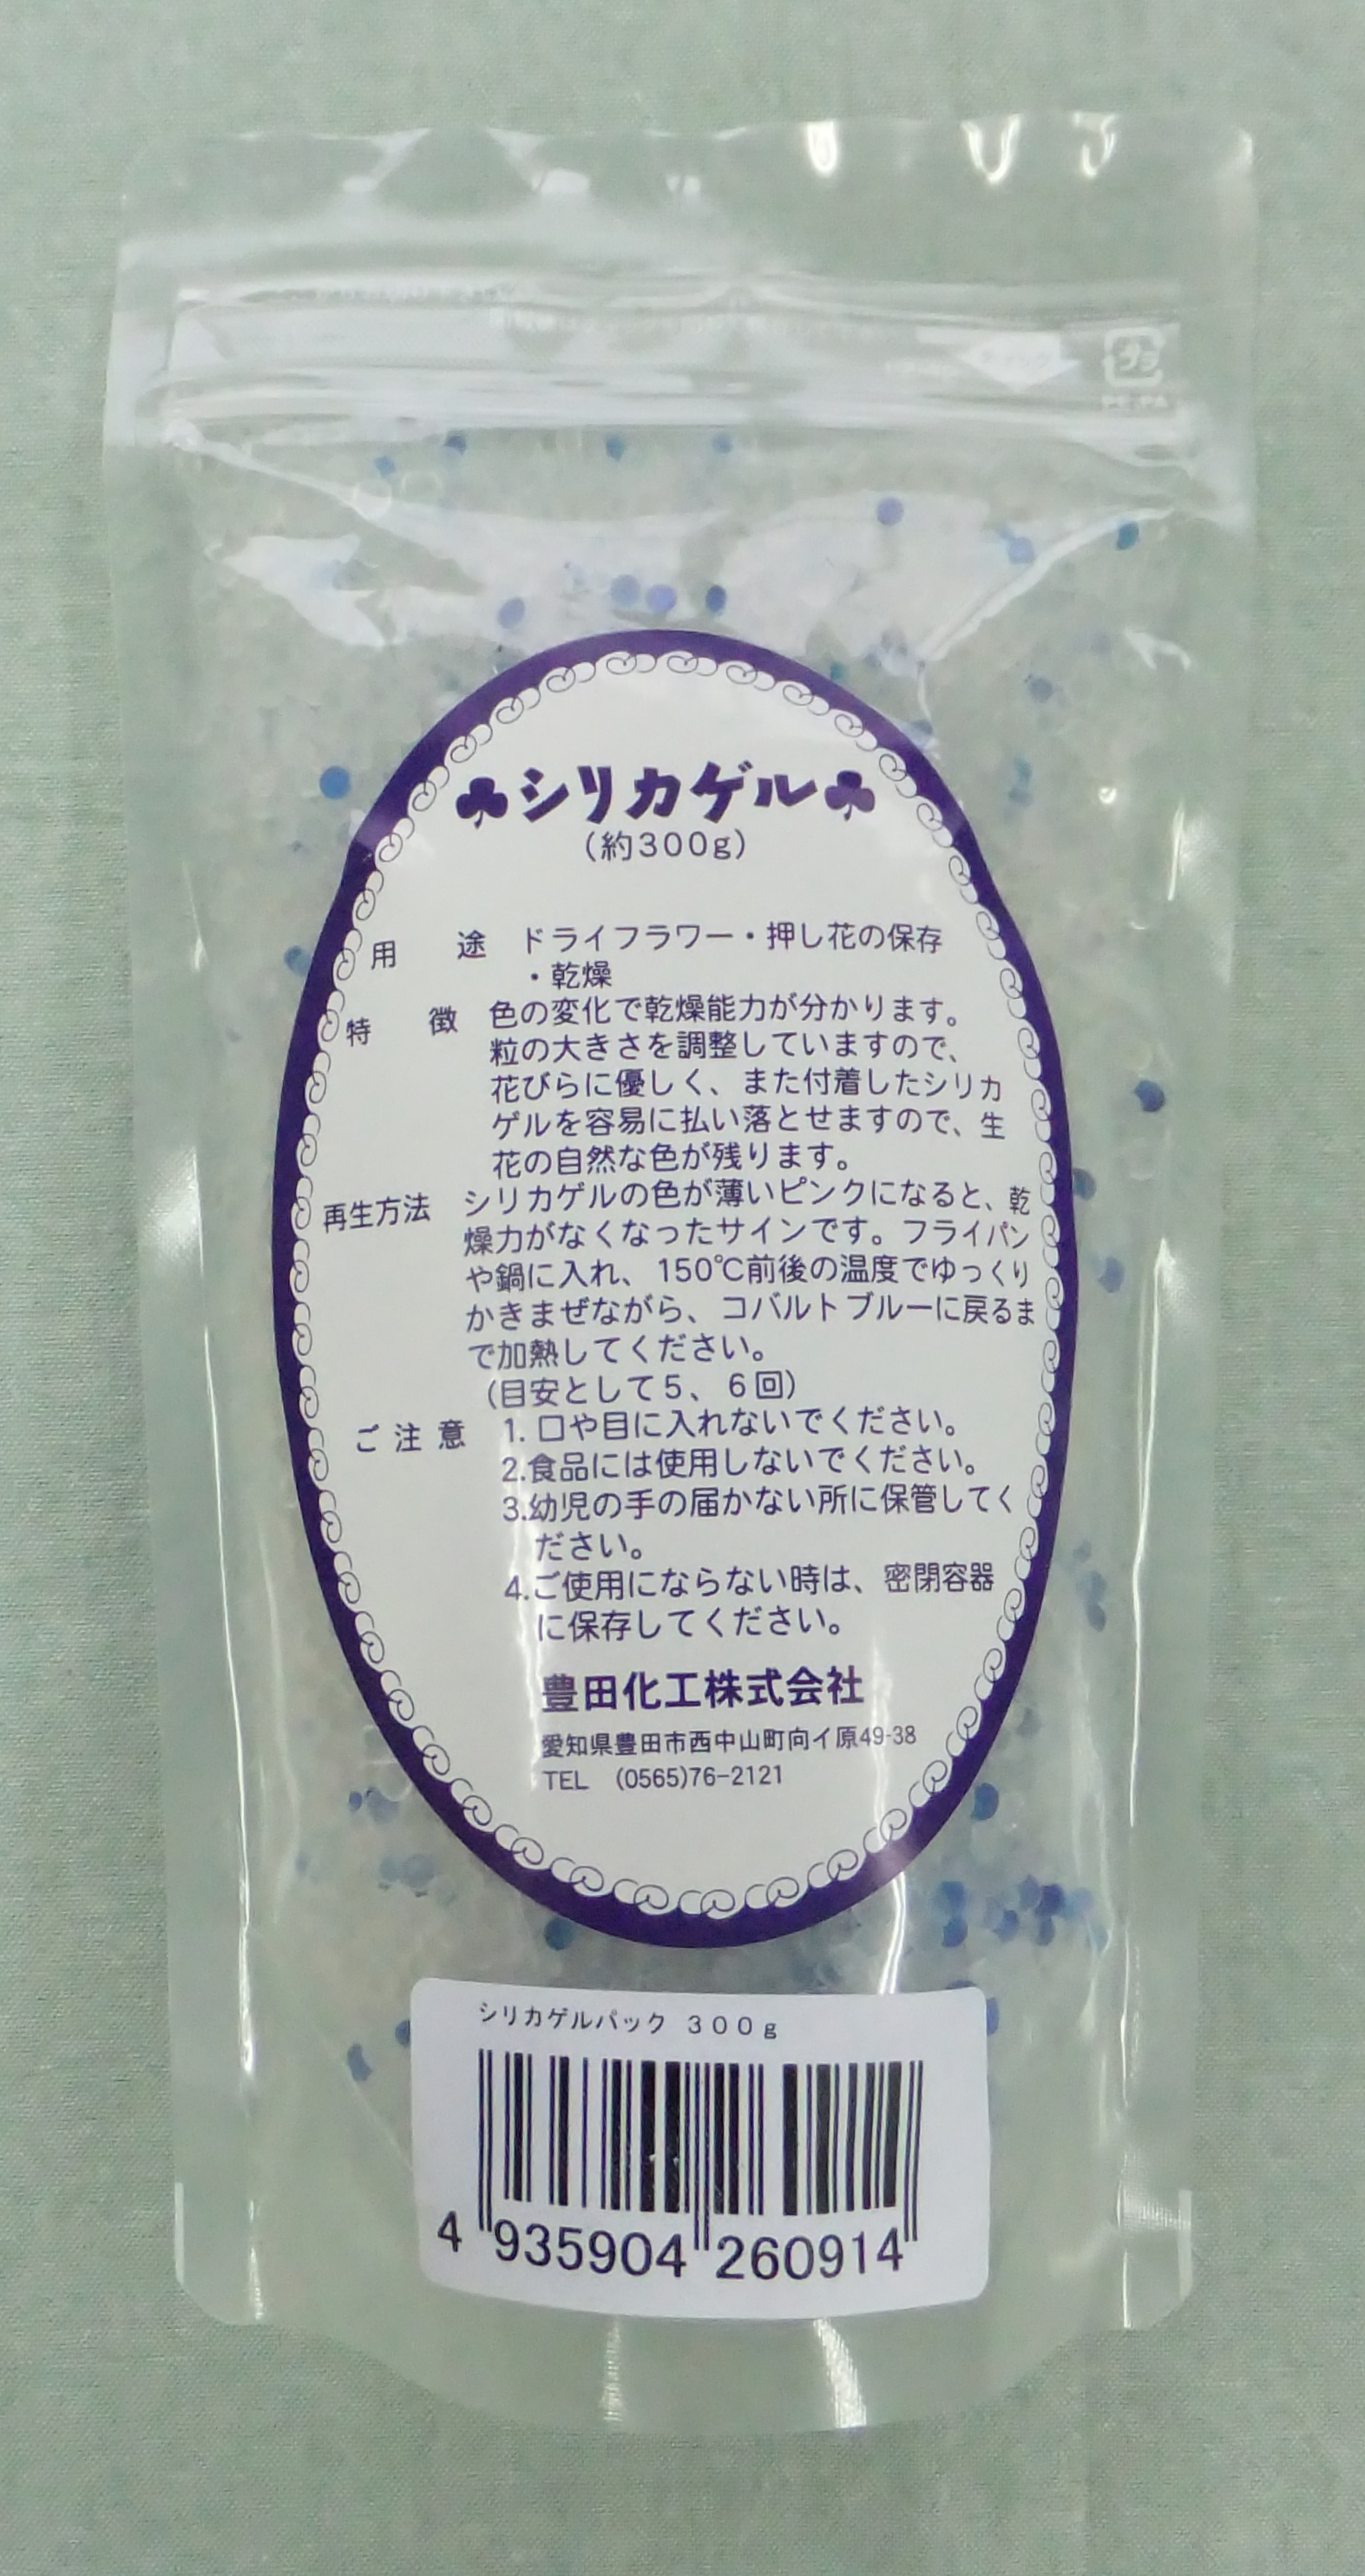 プラ
PE,PA
シリカゲル
(約300g)
用 途 ドライフラワー・押し花の保存
・乾燥
特 徴 色の変化で乾燥能力が分かります。
粒の大きさを調整していますので、
花びらに優しく、また付着したシリカ
ゲルを容易に払い落とせますので、生
花の自然な色が残ります。
再生方法 シリカゲルの色が薄いピンクになると、乾
燥力がなくなったサインです。フライパン
や鍋に入れ、150℃前後の温度でゆっくり
かきまぜながら、コバルトブルーに戻るま
で加熱してください。
(目安として5、6回)
ご注意 1. 口や目に入れないでください。
2.食品には使用しないでください。
3.幼児の手の届かない所に保管してく
ださい。
4.ご使用にならない時は、密閉容器
に保存してください。
豊田化工株式会社
愛知県豊田市西中山町向イ原49-38
TEL (0565)76-2121
シリカゲルパック 300g
4 935904 260914